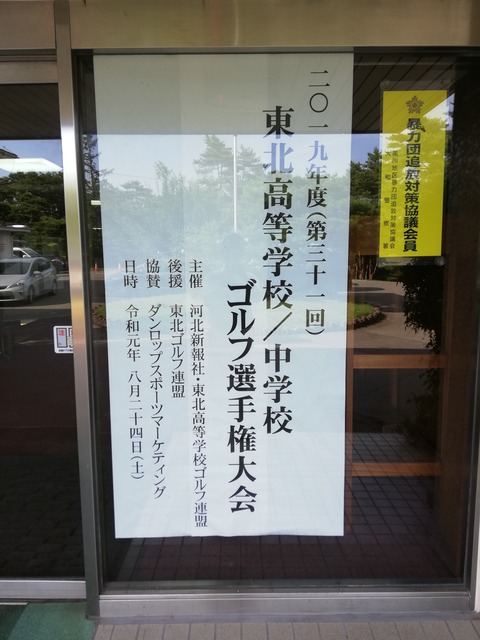 二〇一九年度(第三十一回)
東北高等学校／中学校
ゴルフ選手権大会
主催　河北新報社・東北高等学校ゴルフ連盟
後援　東北ゴルフ連盟
協賛　ダンロップスポーツマーケティング
日時　令和元年 八月二十四日(土)
暴力団追放対策協議会員